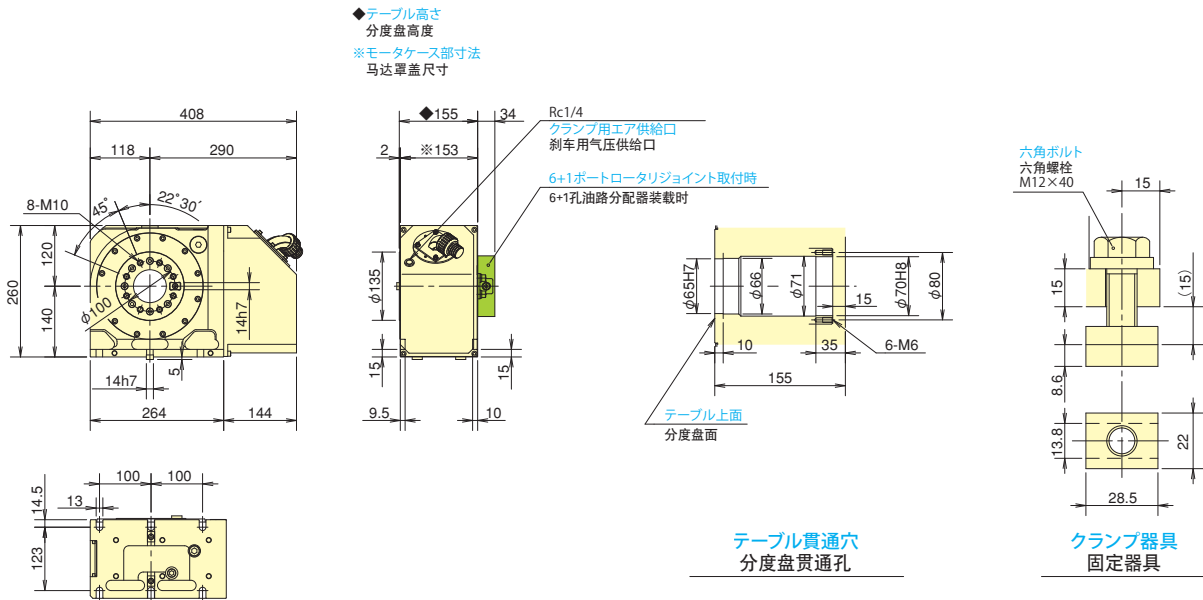 ◆テーブル高さ
分度盘高度
※モータケース部寸法
马达罩盖尺寸
408
118
290
8-M10
45°
22°30′
260
120
140
φ100
14h7
5
14h7
264
144
◆155
34
2
※153
φ135
15
15
9.5
10
Rc1/4
クランプ用エア供給口
刹车用气压供给口
6+1ポートロータリジョイント取付時
6+1孔油路分配器装载时
φ65H7
φ66
φ71
φ70H8
φ80
15
10
35
6-M6
155
テーブル上面
分度盘面
テーブル貫通穴
分度盘贯通孔
六角ボルト
六角螺栓
M12×40
15
15
(15)
8.6
13.8
22
28.5
クランプ器具
固定器具
100
100
14.5
13
123